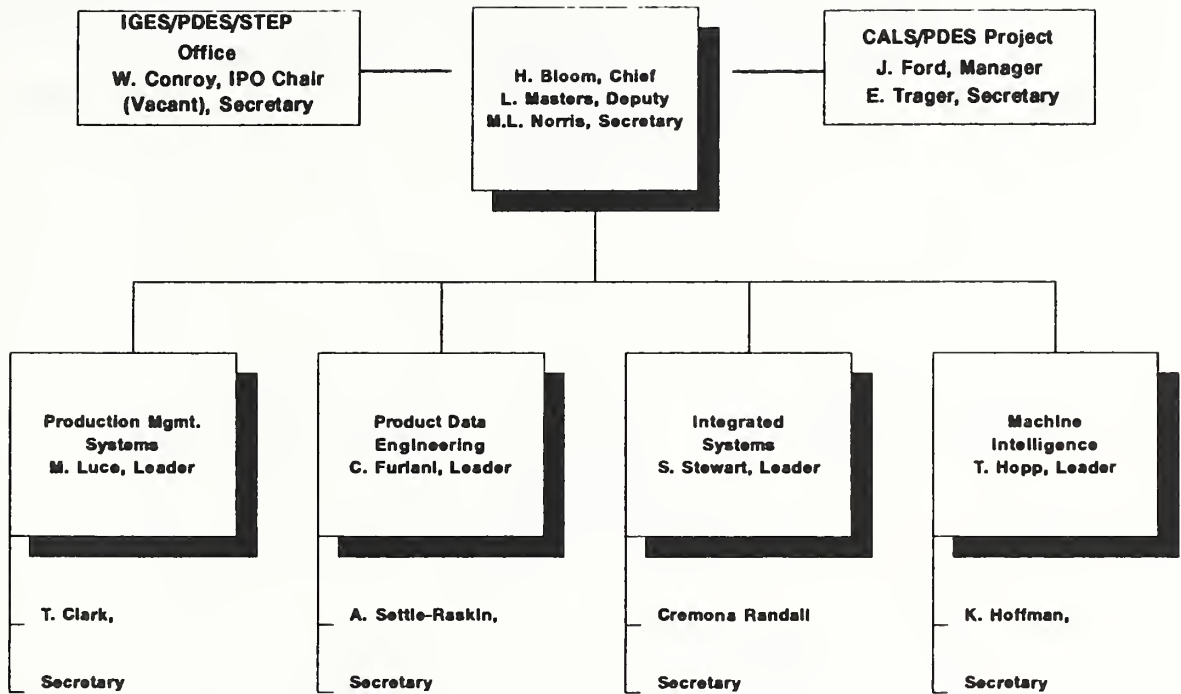 IGES/PDES/STEP
Office
W. Conroy, IPO Chair
(Vacant), Secretary
H. Bloom, Chief
L. Masters, Deputy
M.L. Norris, Secretary
CALS/PDES Project
J. Ford, Manager
E. Trager, Secretary
Production Mgmt.
Systems
M. Luce, Leader
Product Data
Engineering
C. Furlani, Leader
Integrated
Systems
S. Stewart, Leader
Machine
Intelligence
T. Hopp, Leader
T. Clark,
Secretary
A. Settle-Raskin,
Secretary
Cremona Randall
Secretary
K. Hoffman,
Secretary